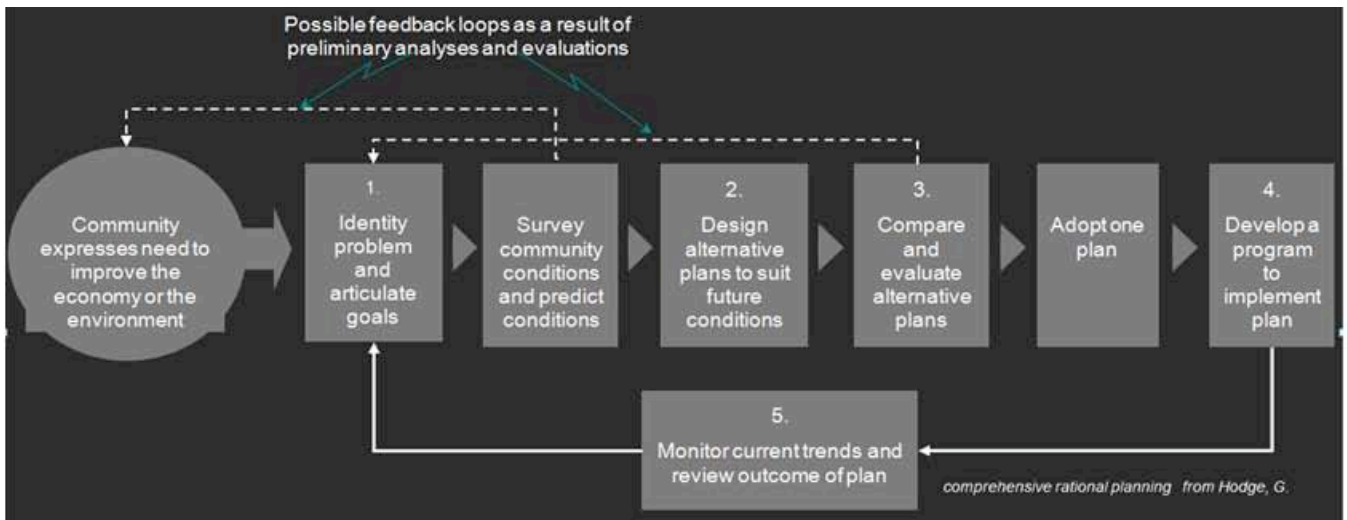 Possible feedback loops as a result of
preliminary analyses and evaluations
Community
expresses need to
improve the
economy or the
environment
1.
Identity
problem
and
articulate
goals
Survey
community
conditions
and predict
conditions
2.
Design
alternative
plans to suit
future
conditions
3.
Compare
and
evaluate
alternative
plans
Adopt one
plan
4.
Develop a
program
to
implement
plan
5.
Monitor current trends and
review outcome of plan
comprehensive rational planning from Hodge, G.